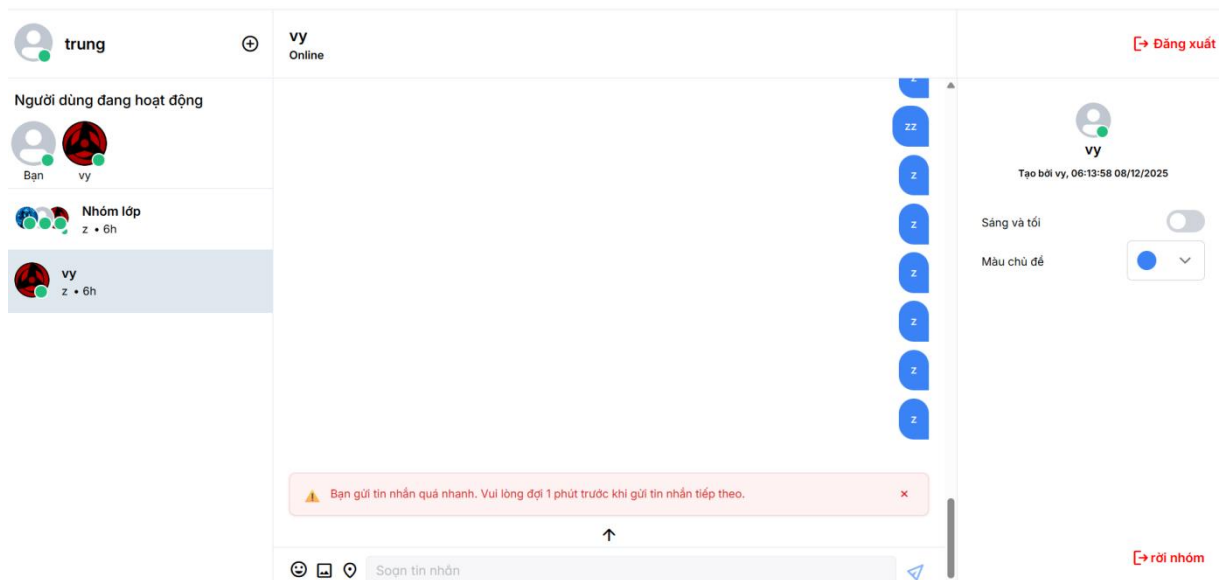 trung
Người dùng đang hoạt động
Bạn
vy
Nhóm lớp
z • 6h
vy
z • 6h
vy
Online
z
zz
z
z
z
z
z
z
Bạn gửi tin nhắn quá nhanh. Vui lòng đợi 1 phút trước khi gửi tin nhắn tiếp theo.
Soạn tin nhắn
Đăng xuất
vy
Tạo bởi vy, 06:13:58 08/12/2025
Sáng và tối
Màu chủ đề
rời nhóm